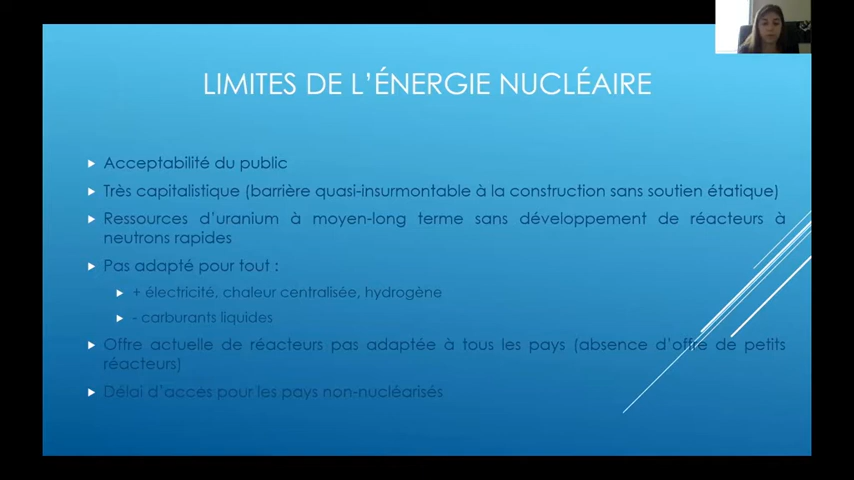 LIMITES DE L'ÉNERGIE NUCLÉAIRE
Acceptabilité du public
Très capitalistique (barrière quasi-insurmontable à la construction sans soutien étatique)
Ressources d'uranium à moyen-long terme sans développement de réacteurs à
neutrons rapides
Pas adapté pour tout :
+ électricité, chaleur centralisée, hydrogène
- carburants liquides
Offre actuelle de réacteurs pas adaptée à tous les pays (absence d'offre de petits
réacteurs)
Délai d'accès pour les pays non-nucléarisés